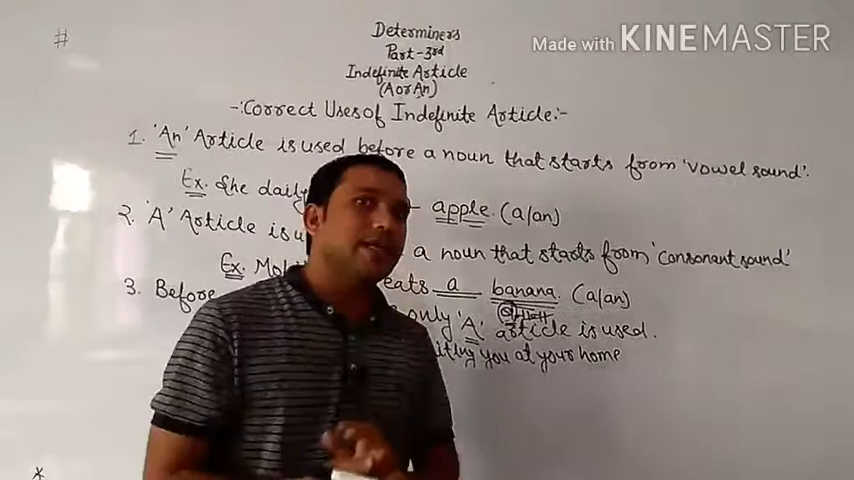 #
Made with KINEMASTER
Determiners
Part-3rd
Indefinite Article
(A or An)
-:Correct Uses of Indefinite Article:-
1. 'An' Article is used before a noun that starts from 'vowel sound'.
Ex. She daily apple. (a/an)
2. 'A' Article is a noun that starts from 'consonant sound'
Ex. eats a banana. (a/an)
3. Before only 'A' article is used.
you at your home
*